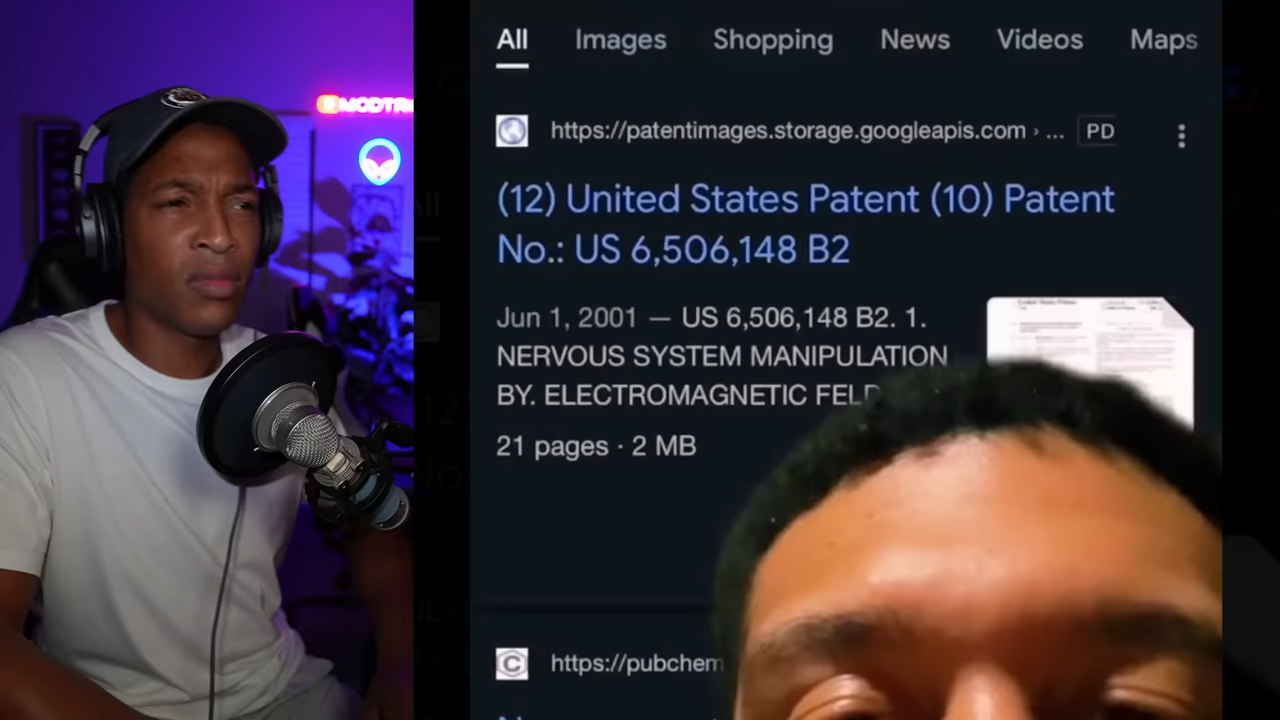 MODTR
All Images Shopping News Videos Maps
https://patentimages.storage.googleapis.com › ... PD
(12) United States Patent (10) Patent
No.: US 6,506,148 B2
Jun 1, 2001 — US 6,506,148 B2. 1.
NERVOUS SYSTEM MANIPULATION
BY. ELECTROMAGNETIC FELD
21 pages · 2 MB
https://pubchem